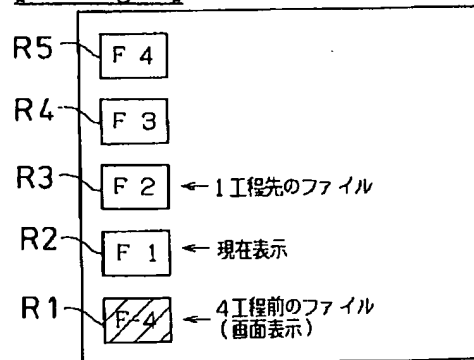 R5 F 4
R4 F 3
R3 F 2 ←1工程先のファイル
R2 F 1 ←現在表示
R1 F-4 ←4工程前のファイル
(画面表示)